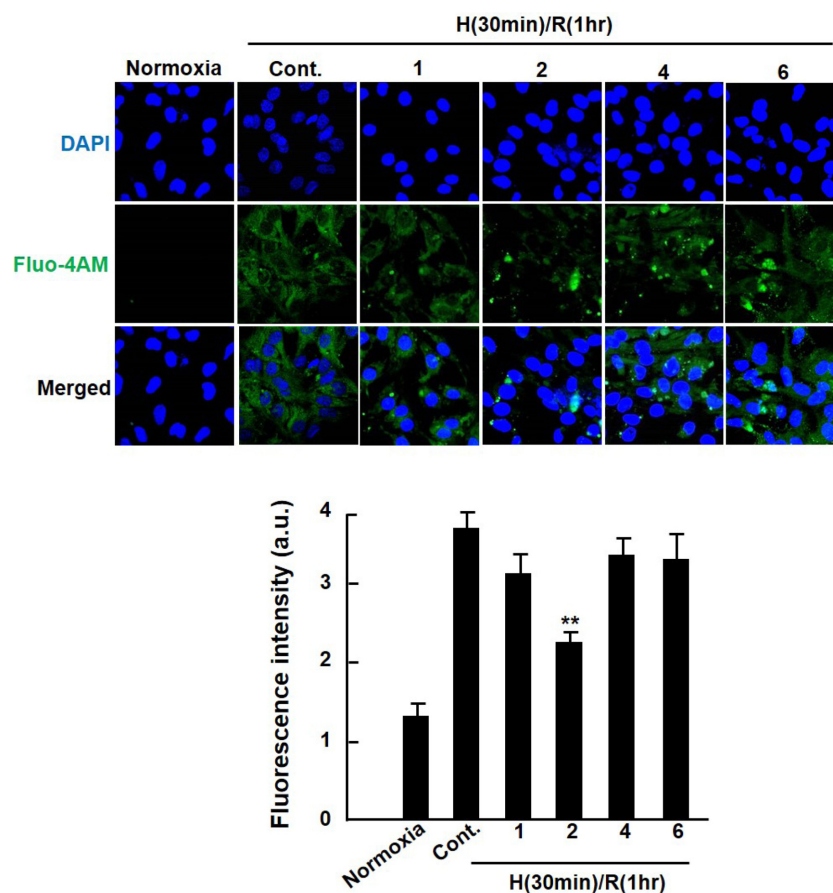 H(30min)/R(1hr)
Normoxia Cont. 1 2 4 6
DAPI
Fluo-4AM
Merged
Fluorescence intensity (a.u.)
4
3
2
1
0
**
Normoxia Cont. 1 2 4 6
H(30min)/R(1hr)